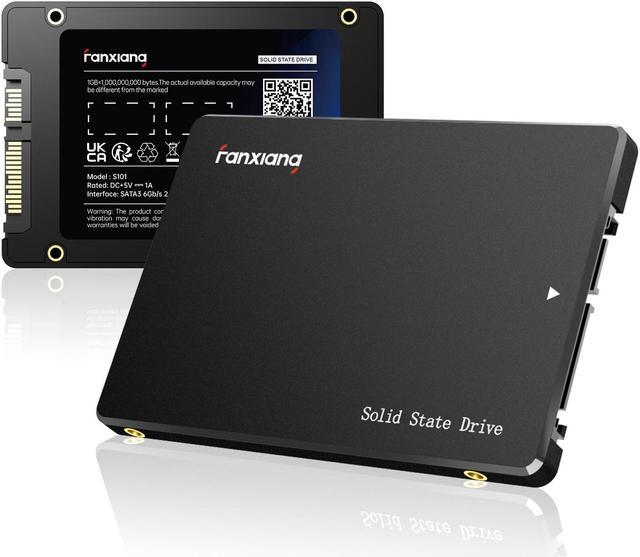 fanxiang
SOLID STATE DRIVE
1GB=1,000,000,000 bytes.The actual available capacity may
be different from the marked
UK
CA
Model : S101
Rated: DC+5V 1A
Interface: SATA3 6Gb/s 2
Warning: The product
vibration may cause
warranties will be voided
fanxiang
Solid State Drive